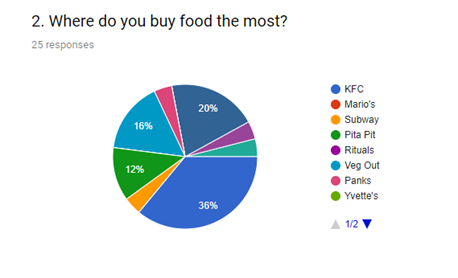 2. Where do you buy food the most?
25 responses
20%
16%
12%
36%
KFC
Mario's
Subway
Pita Pit
Rituals
Veg Out
Panks
Yvette's
1/2